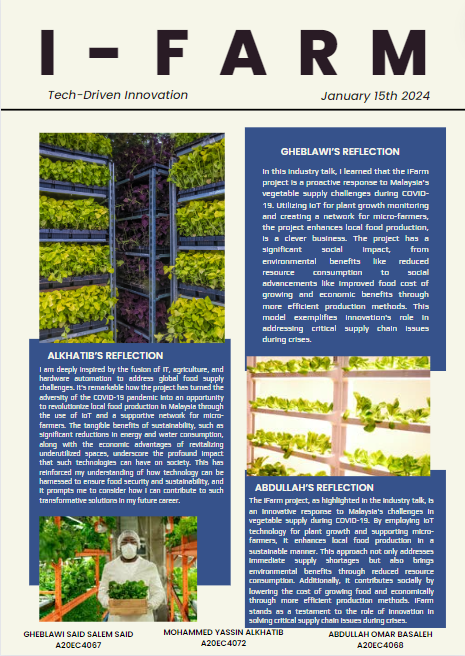 I - FARM
Tech-Driven Innovation
January 15th 2024
GHEBLAWI'S REFLECTION
In this industry talk, I learned that the iFarm
project is a proactive response to Malaysia's
vegetable supply challenges during COVID-
19. Utilizing IoT for plant growth monitoring
and creating a network for micro-farmers,
the project enhances local food production,
is a clever business. The project has a
significant social impact, from
environmental benefits like reduced
resource consumption to social
advancements like improved food cost of
growing and economic benefits through
more efficient production methods. This
model exemplifies innovation's role in
addressing critical supply chain issues
during crises.
ALKHATIB'S REFLECTION
I am deeply inspired by the fusion of IT, agriculture, and
hardware automation to address global food supply
challenges. It's remarkable how the project has turned the
adversity of the COVID-19 pandemic into an opportunity
to revolutionize local food production in Malaysia through
the use of IoT and a supportive network for micro-
farmers. The tangible benefits of sustainability, such as
significant reductions in energy and water consumption,
along with the economic advantages of revitalizing
underutilized spaces, underscore the profound impact
that such technologies can have on society. This has
reinforced my understanding of how technology can be
harnessed to ensure food security and sustainability, and
it prompts me to consider how I can contribute to such
transformative solutions in my future career.
ABDULLAH'S REFLECTION
The iFarm project, as highlighted in the industry talk, is
an innovative response to Malaysia's challenges in
vegetable supply during COVID-19. By employing IoT
technology for plant growth and supporting micro-
farmers, it enhances local food production in a
sustainable manner. This approach not only addresses
immediate supply shortages but also brings
environmental benefits through reduced resource
consumption. Additionally, it contributes socially by
lowering the cost of growing food and economically
through more efficient production methods. iFarm
stands as a testament to the role of innovation in
solving critical supply chain issues during crises.
GHEBLAWI SAID SALEM SAID
A20EC4067
MOHAMMED YASSIN ALKHATIB
A20EC4072
ABDULLAH OMAR BASALEH
A20EC4068